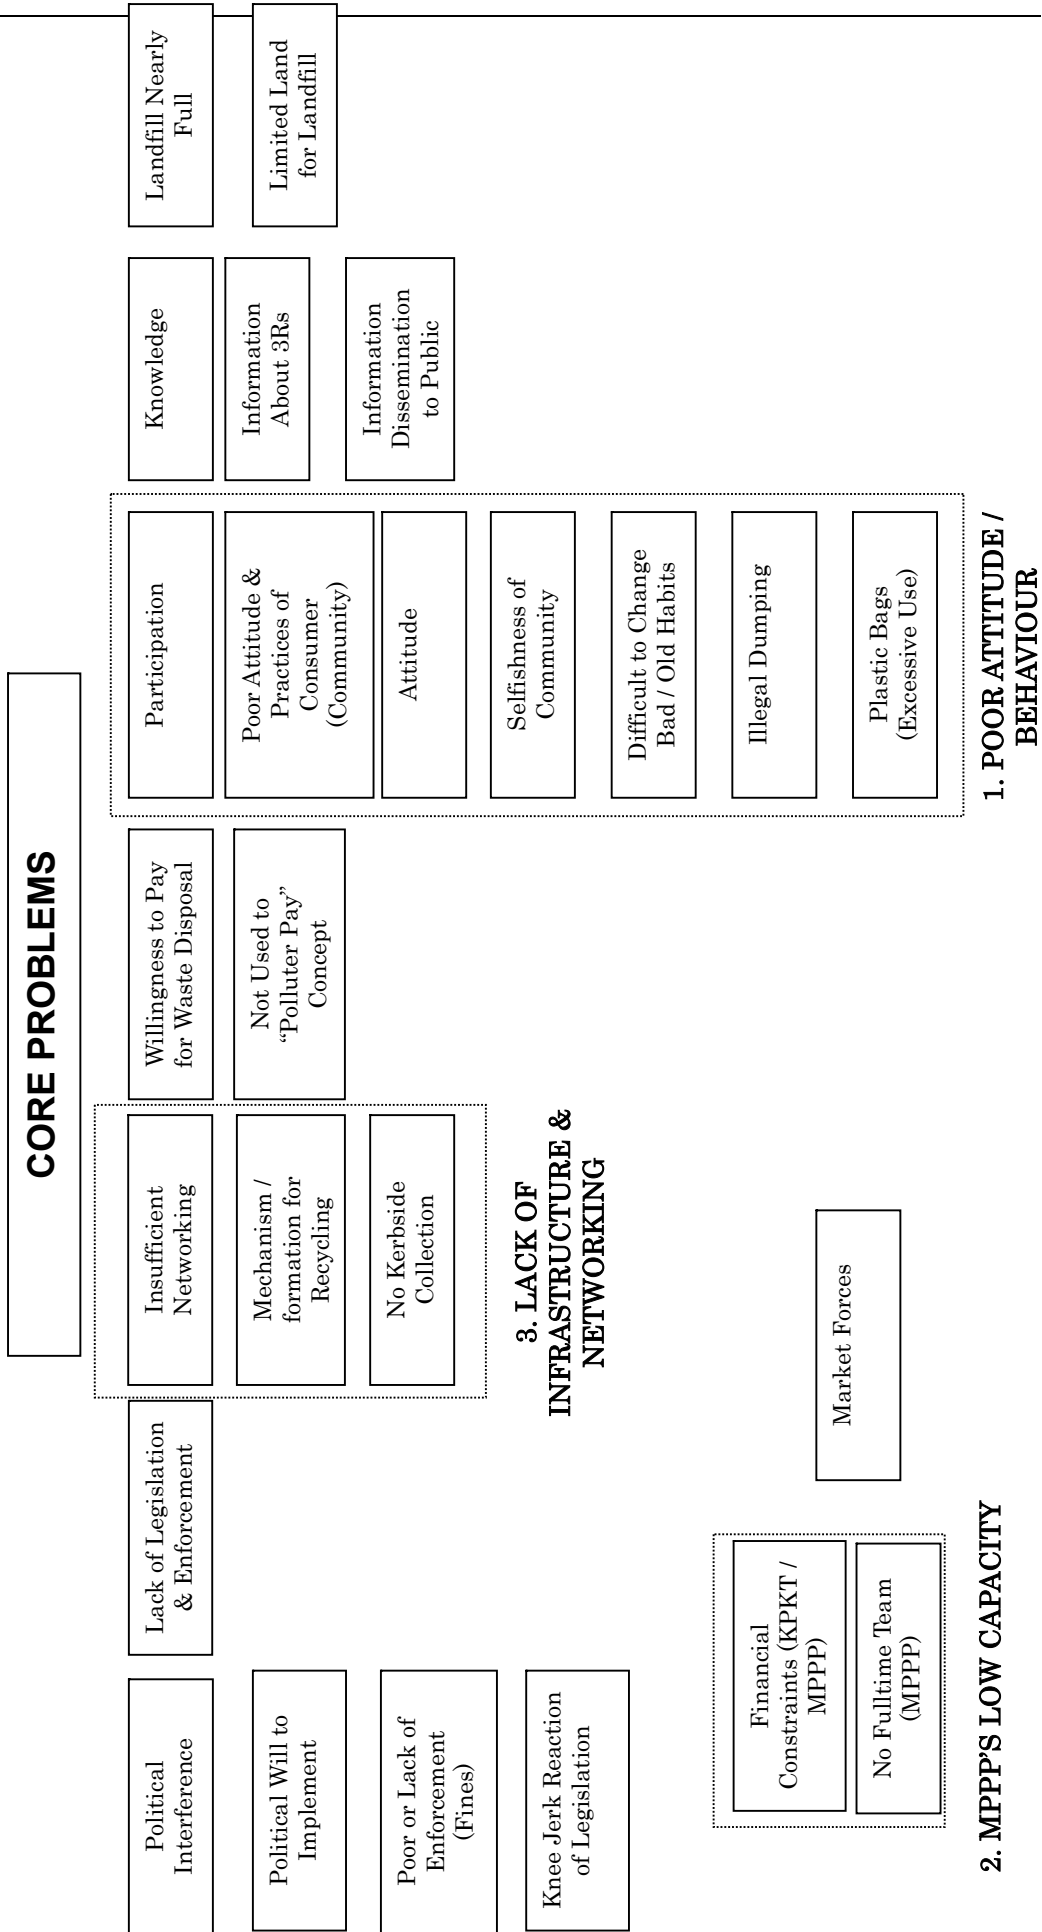 CORE PROBLEMS
Political
Interference
Political Will to
Implement
Poor or Lack of
Enforcement
(Fines)
Knee Jerk Reaction
of Legislation
Lack of Legislation
& Enforcement
Insufficient
Networking
Mechanism /
formation for
Recycling
No Kerbside
Collection
3. LACK OF
INFRASTRUCTURE &
NETWORKING
Willingness to Pay
for Waste Disposal
Not Used to
“Polluter Pay”
Concept
Participation
Poor Attitude &
Practices of
Consumer
(Community)
Attitude
Selfishness of
Community
Difficult to Change
Bad / Old Habits
Illegal Dumping
Plastic Bags
(Excessive Use)
1. POOR ATTITUDE /
BEHAVIOUR
Knowledge
Information
About 3Rs
Information
Dissemination
to Public
Landfill Nearly
Full
Limited Land
for Landfill
Financial
Constraints (KPKT /
MPPP)
No Fulltime Team
(MPPP)
2. MPPP’S LOW CAPACITY
Market Forces